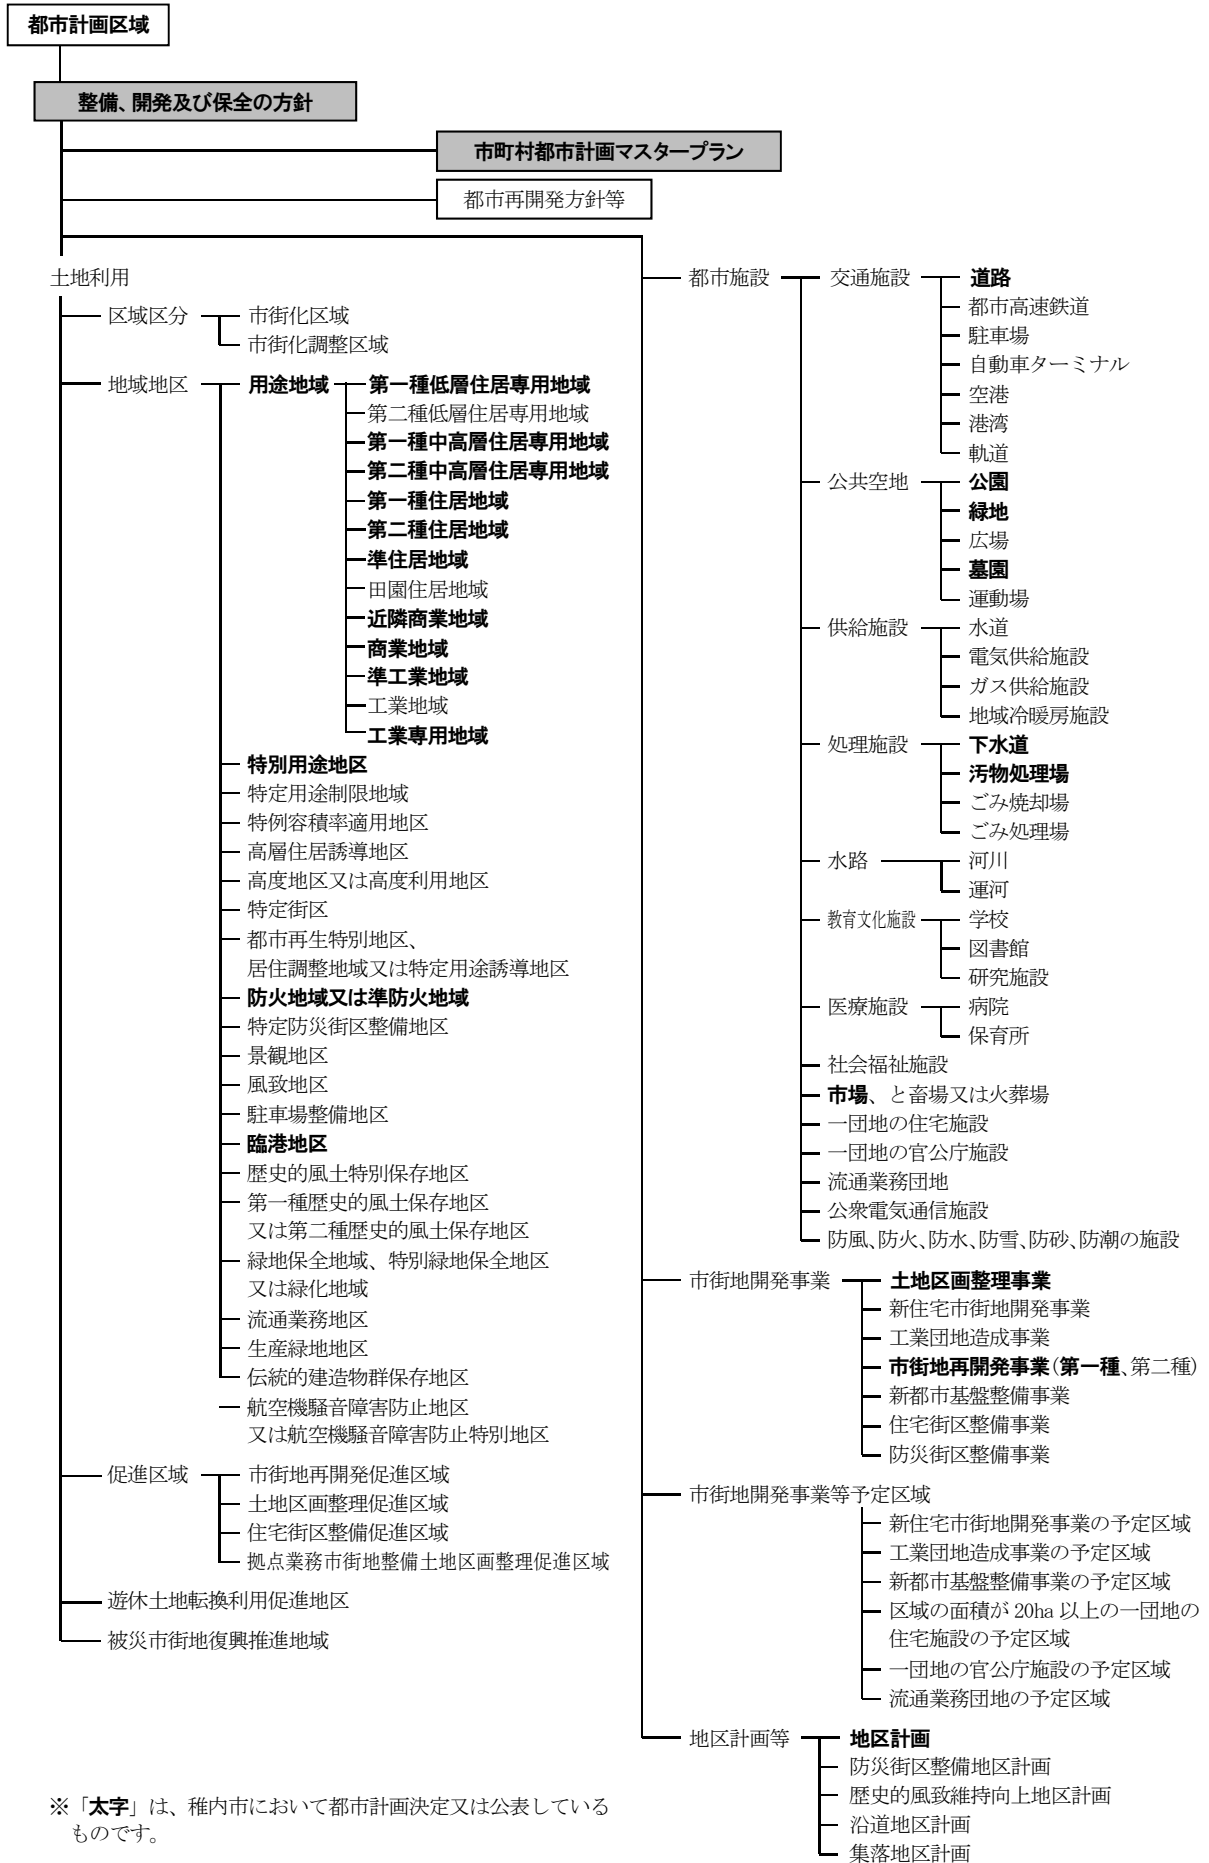 都市計画区域
整備、開発及び保全の方針
市町村都市計画マスタープラン
都市再開発方針等
土地利用
区域区分
市街化区域
市街化調整区域
地域地区
用途地域
第一種低層住居専用地域
第二種低層住居専用地域
第一種中高層住居専用地域
第二種中高層住居専用地域
第一種住居地域
第二種住居地域
準住居地域
田園住居地域
近隣商業地域
商業地域
準工業地域
工業地域
工業専用地域
特別用途地区
特定用途制限地域
特例容積率適用地区
高層住居誘導地区
高度地区又は高度利用地区
特定街区
都市再生特別地区、
居住調整地域又は特定用途誘導地区
防火地域又は準防火地域
特定防災街区整備地区
景観地区
風致地区
駐車場整備地区
臨港地区
歴史的風土特別保存地区
第一種歴史的風土保存地区
又は第二種歴史的風土保存地区
緑地保全地域、特別緑地保全地区
又は緑化地域
流通業務地区
生産緑地地区
伝統的建造物群保存地区
航空機騒音障害防止地区
又は航空機騒音障害防止特別地区
促進区域
市街地再開発促進区域
土地区画整理促進区域
住宅街区整備促進区域
拠点業務市街地整備土地区画整理促進区域
遊休土地転換利用促進地区
被災市街地復興推進地域
都市施設
交通施設
道路
都市高速鉄道
駐車場
自動車ターミナル
空港
港湾
軌道
公共空地
公園
緑地
広場
墓園
運動場
供給施設
水道
電気供給施設
ガス供給施設
地域冷暖房施設
処理施設
下水道
汚物処理場
ごみ焼却場
ごみ処理場
水路
河川
運河
教育文化施設
学校
図書館
研究施設
医療施設
病院
保育所
社会福祉施設
市場、と畜場又は火葬場
一団地の住宅施設
一団地の官公庁施設
流通業務団地
公衆電気通信施設
防風、防火、防水、防雪、防砂、防潮の施設
市街地開発事業
土地区画整理事業
新住宅市街地開発事業
工業団地造成事業
市街地再開発事業(第一種、第二種)
新都市基盤整備事業
住宅街区整備事業
防災街区整備事業
市街地開発事業等予定区域
新住宅市街地開発事業の予定区域
工業団地造成事業の予定区域
新都市基盤整備事業の予定区域
区域の面積が 20ha 以上の一団地の
住宅施設の予定区域
一団地の官公庁施設の予定区域
流通業務団地の予定区域
地区計画等
地区計画
防災街区整備地区計画
歴史的風致維持向上地区計画
沿道地区計画
集落地区計画
※「太字」は、稚内市において都市計画決定又は公表している
ものです。